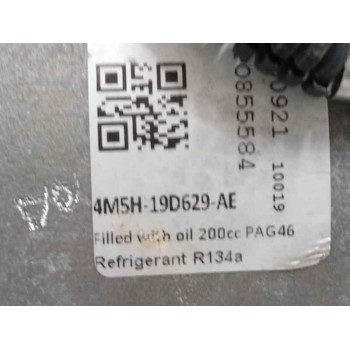 4M5H-19D629-AE
Filled with oil 200cc PAG46
Refrigerant R134a
0921
10019
0855584